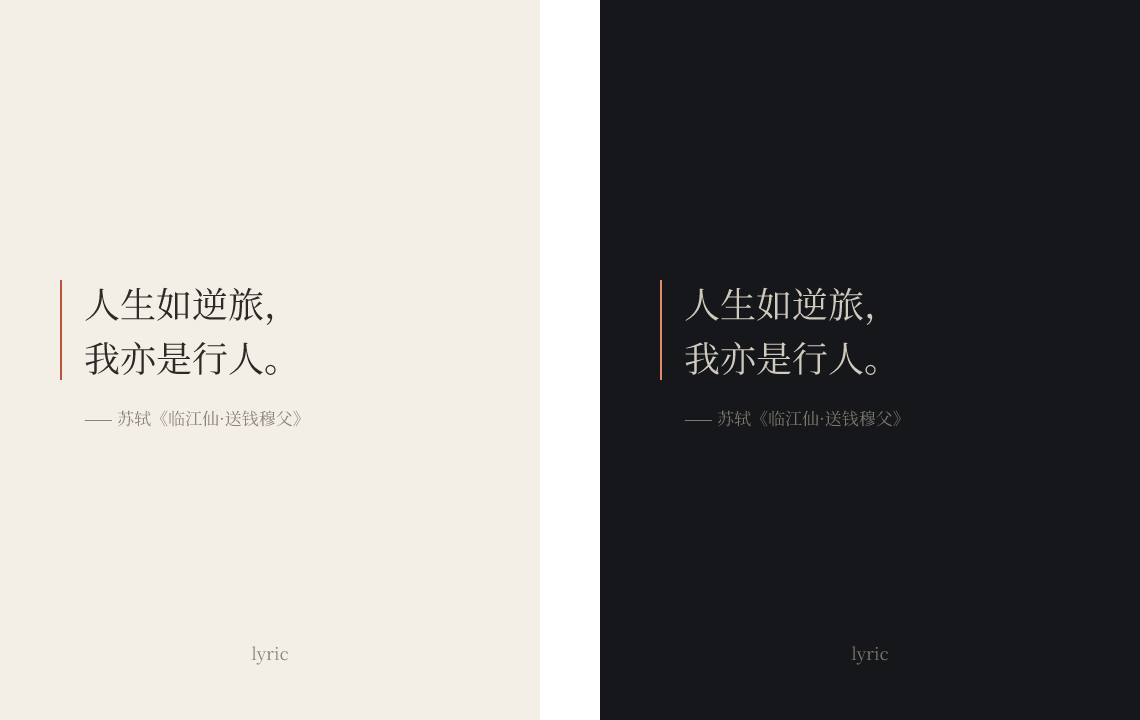 人生如逆旅，
我亦是行人。
—— 苏轼《临江仙·送钱穆父》
lyric
人生如逆旅，
我亦是行人。
—— 苏轼《临江仙·送钱穆父》
lyric